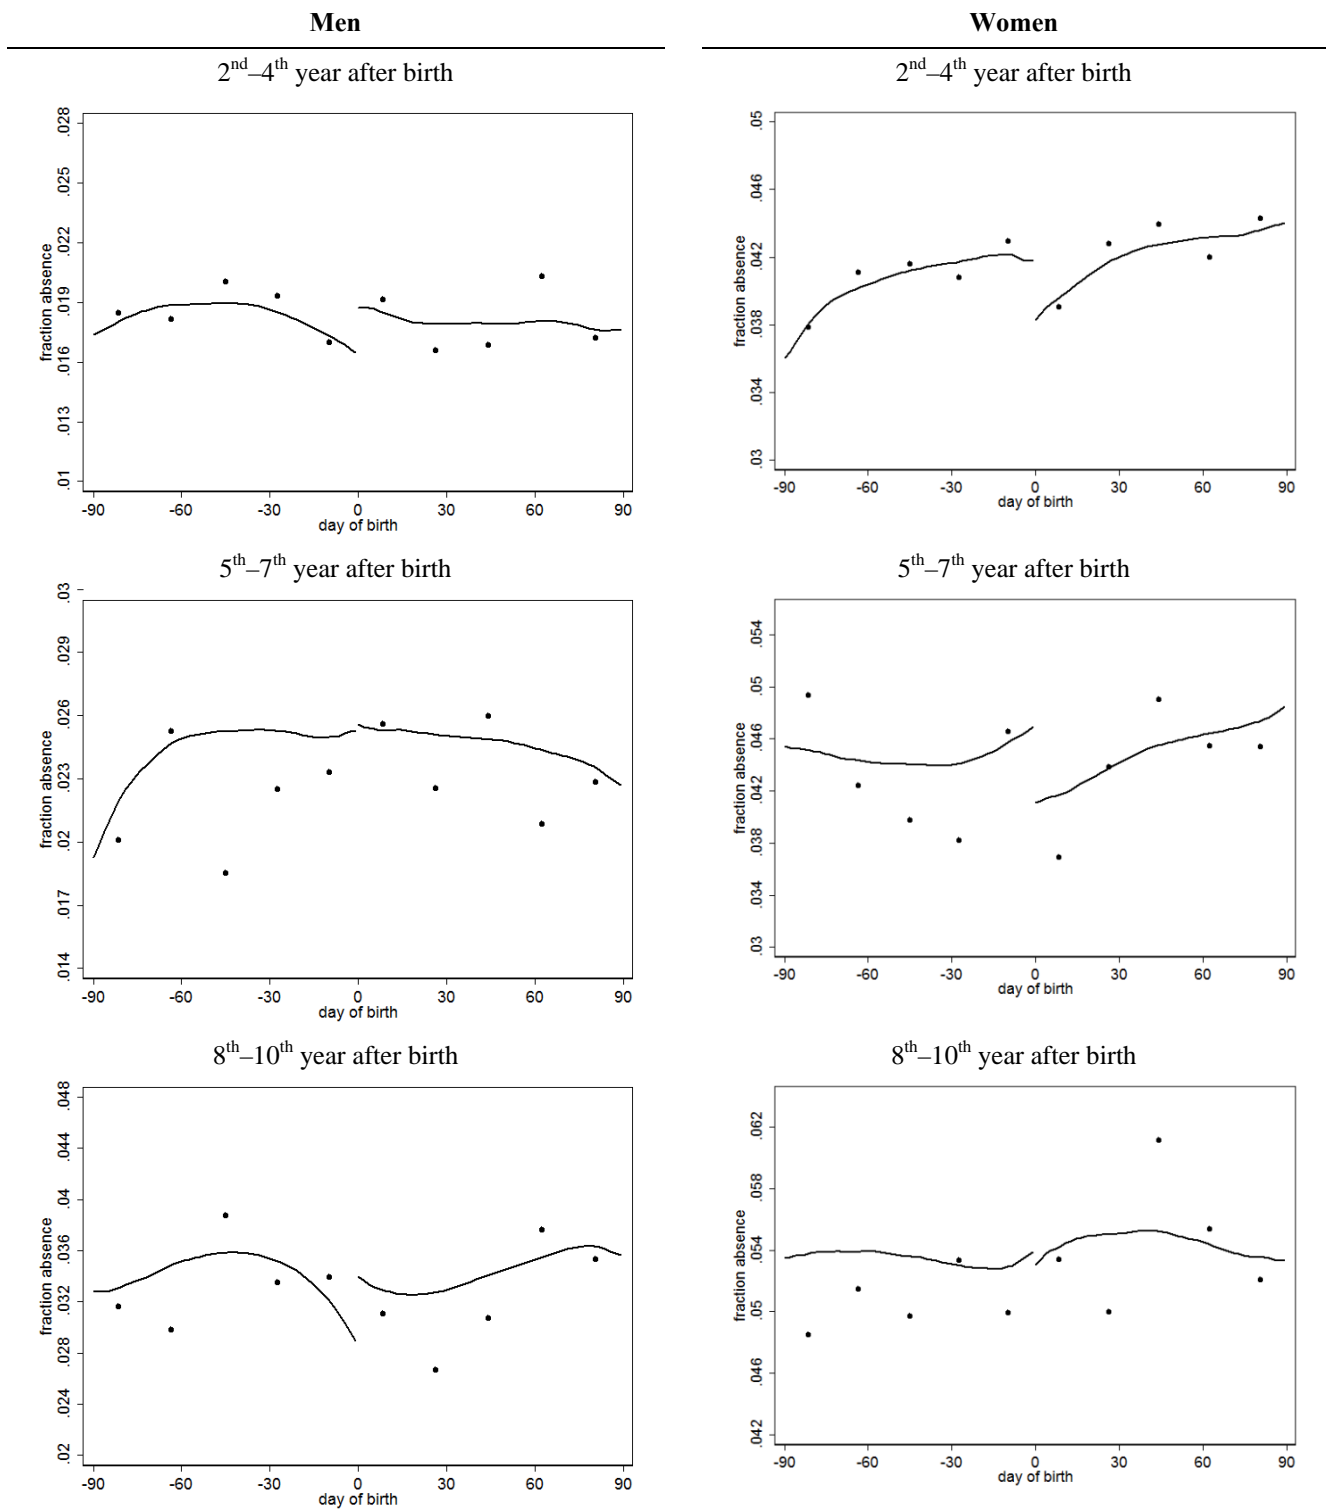 Men
Women
2nd–4th year after birth
2nd–4th year after birth
fraction absence
.028
.025
.022
.019
.016
.013
.01
-90 -60 -30 0 30 60 90
day of birth
fraction absence
.05
.046
.042
.038
.034
.03
-90 -60 -30 0 30 60 90
day of birth
5th–7th year after birth
5th–7th year after birth
fraction absence
.03
.029
.026
.023
.02
.017
.014
-90 -60 -30 0 30 60 90
day of birth
fraction absence
.054
.05
.046
.042
.038
.034
.03
-90 -60 -30 0 30 60 90
day of birth
8th–10th year after birth
8th–10th year after birth
fraction absence
.048
.044
.04
.036
.032
.028
.024
.02
-90 -60 -30 0 30 60 90
day of birth
fraction absence
.062
.058
.054
.05
.046
.042
-90 -60 -30 0 30 60 90
day of birth